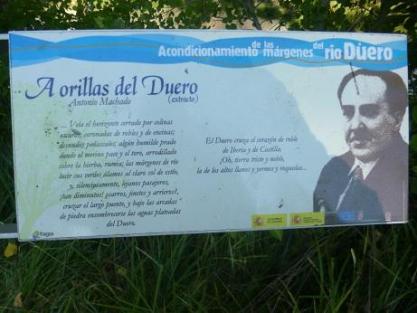 Acondicionamiento de las márgenes del río Duero
A orillas del Duero
Antonio Machado (extracto)
... Veía el horizonte cerrado por colinas
oscuras, coronadas de robles y de encinas;
desnudos peñascales; algún humilde prado
donde el merino pace y el toro, arrodillado
sobre la hierba, rumia; las márgenes de río
lucir sus verdes álamos al claro sol de estío,
y, silenciosamente, lejanos pasajeros,
¡tan diminutos! ¡carros, jinetes y arrieros!,
cruzar el largo puente, y bajo las arcadas
de piedra ensombrecerse las aguas plateadas
del Duero.
El Duero cruza el corazón de roble
de Iberia y de Castilla.
¡Oh, tierra triste y noble,
la de los altos llanos y yermos y roquedas...